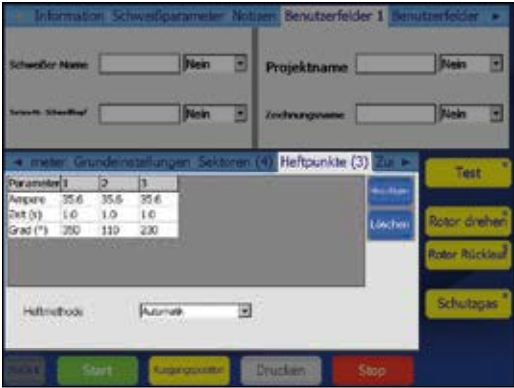 Information Schweißparameter Notizen Benutzerfelder 1 Benutzerfelder
Schweißer Name Nein Projektname Nein
Nein Zeichnungsname Nein
meter Grundeinstellungen Sektoren (4) Heftpunkte (3) Zu
Test
Parameter 1 2 3
Hinzufügen
Ampere 35.6 35.6 35.6
Zeit (s) 1.0 1.0 1.0
Löschen
Rotor drehen
Grad (°) 350 110 230
Rotor Rücklauf
Heftmethode Automatik
Schutzgas
Zurück Start Ausgangsposition Drucken Stop